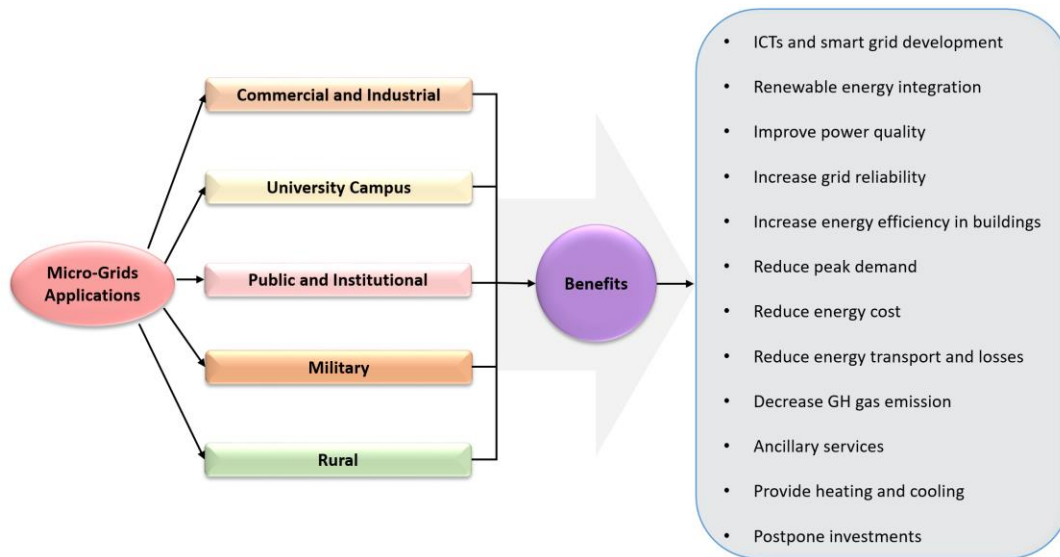 Micro-Grids
Applications
Commercial and Industrial
University Campus
Public and Institutional
Military
Rural
Benefits
• ICTs and smart grid development
• Renewable energy integration
• Improve power quality
• Increase grid reliability
• Increase energy efficiency in buildings
• Reduce peak demand
• Reduce energy cost
• Reduce energy transport and losses
• Decrease GH gas emission
• Ancillary services
• Provide heating and cooling
• Postpone investments